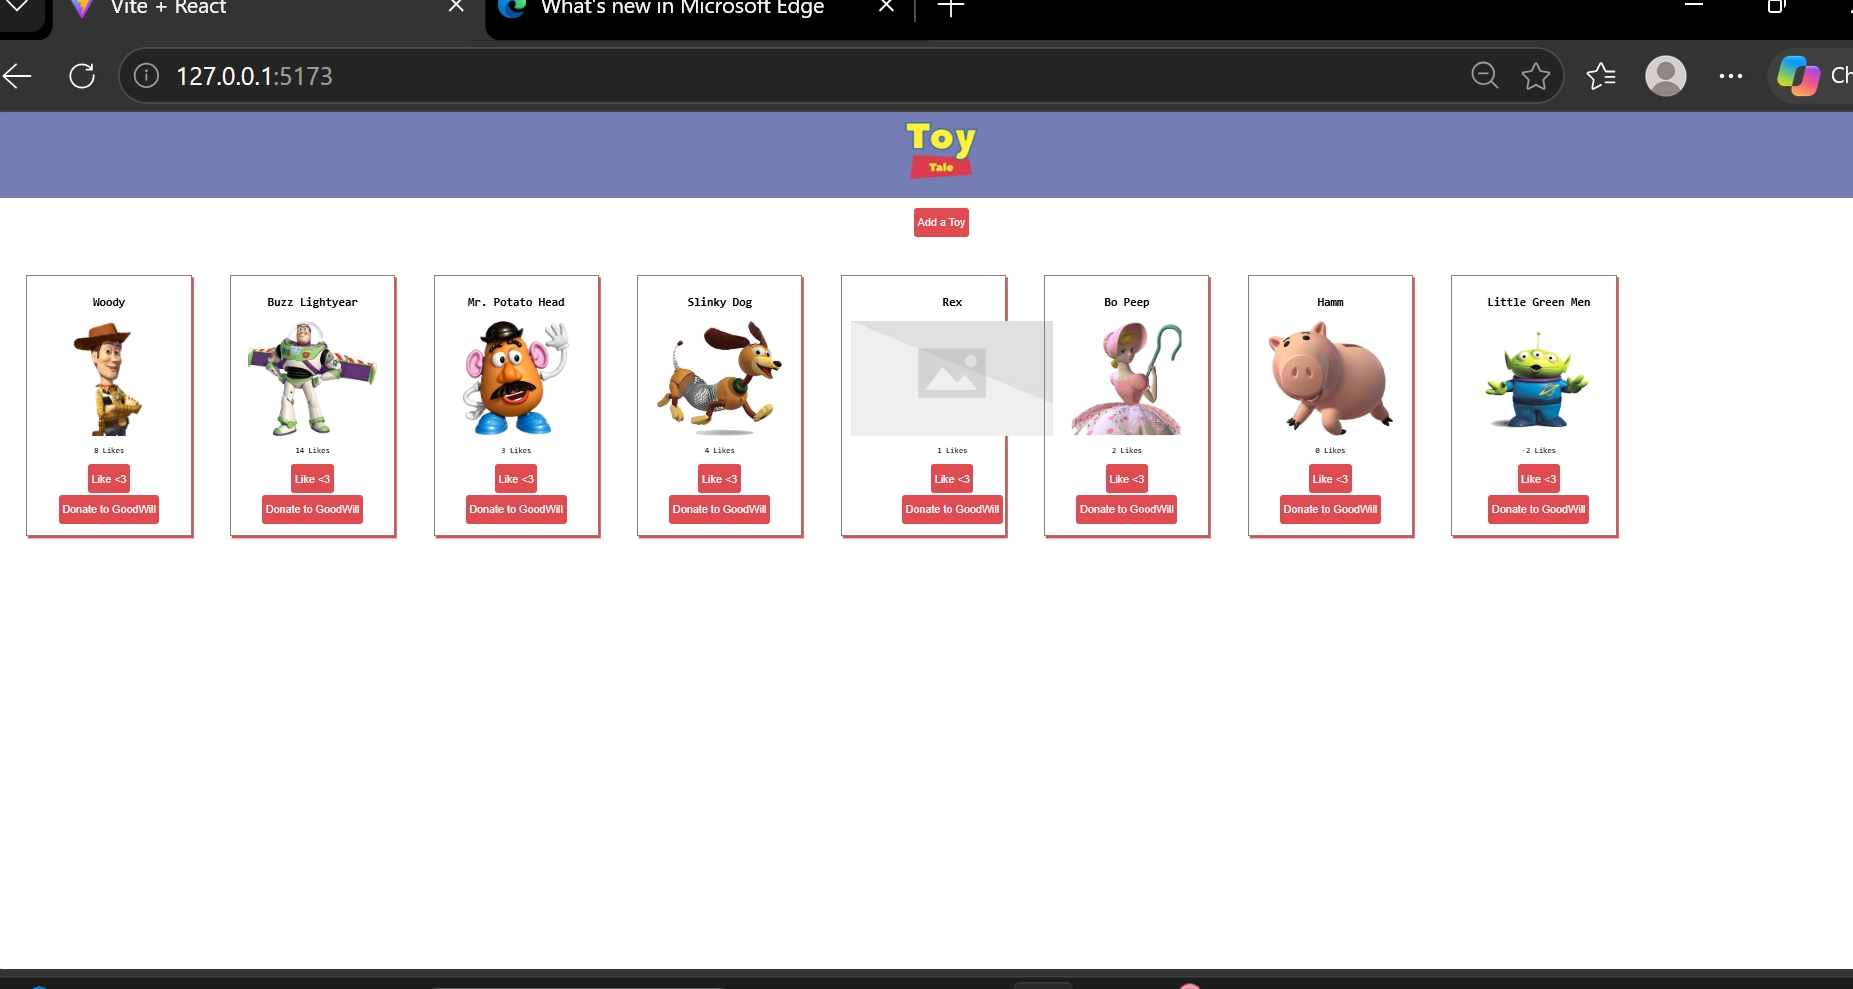 Vite + React
What's new in Microsoft Edge
127.0.0.1:5173
Toy
Tale
Add a Toy
Woody
8 Likes
Like <3
Donate to GoodWill
Buzz Lightyear
14 Likes
Like <3
Donate to GoodWill
Mr. Potato Head
3 Likes
Like <3
Donate to GoodWill
Slinky Dog
4 Likes
Like <3
Donate to GoodWill
Rex
1 Likes
Like <3
Donate to GoodWill
Bo Peep
2 Likes
Like <3
Donate to GoodWill
Hamm
0 Likes
Like <3
Donate to GoodWill
Little Green Men
-2 Likes
Like <3
Donate to GoodWill